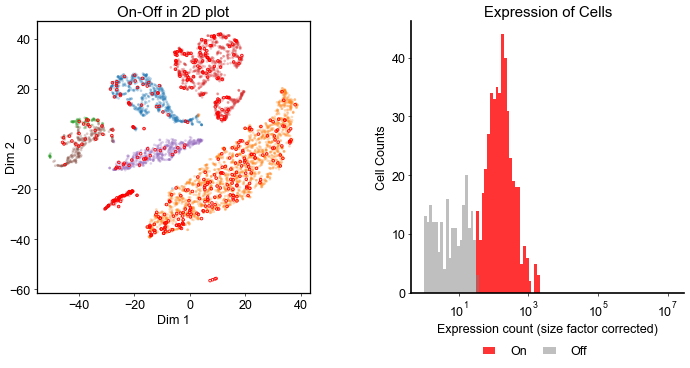 On-Off in 2D plot
40
20
0
−20
−40
−60
Dim 2
−40
−20
0
20
40
Dim 1
Expression of Cells
40
30
20
10
0
Cell Counts
10^1
10^3
10^5
10^7
Expression count (size factor corrected)
On
Off